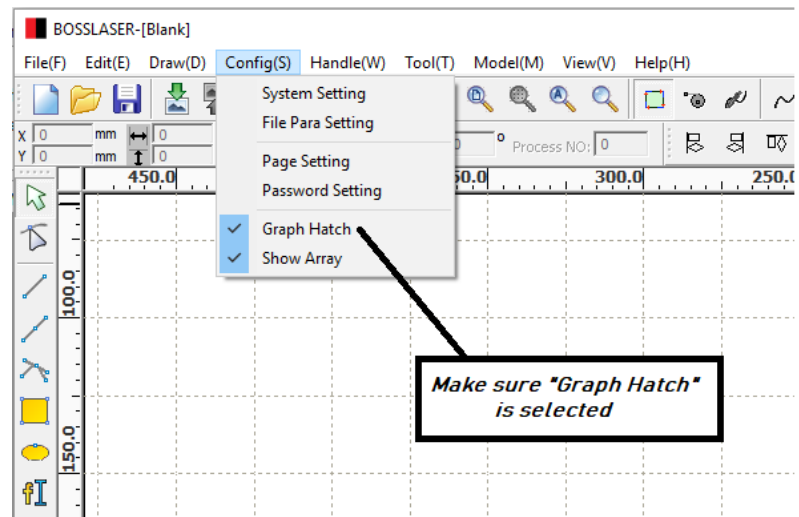 BOSSLASER-[Blank]
File(F) Edit(E) Draw(D) Config(S) Handle(W) Tool(T) Model(M) View(V) Help(H)
X 0 mm 0
Y 0 mm 0
Process NO: 0
System Setting
File Para Setting
Page Setting
Password Setting
Graph Hatch
Show Array
450.0 300.0 250.0
100.0
150.0
Make sure "Graph Hatch"
is selected